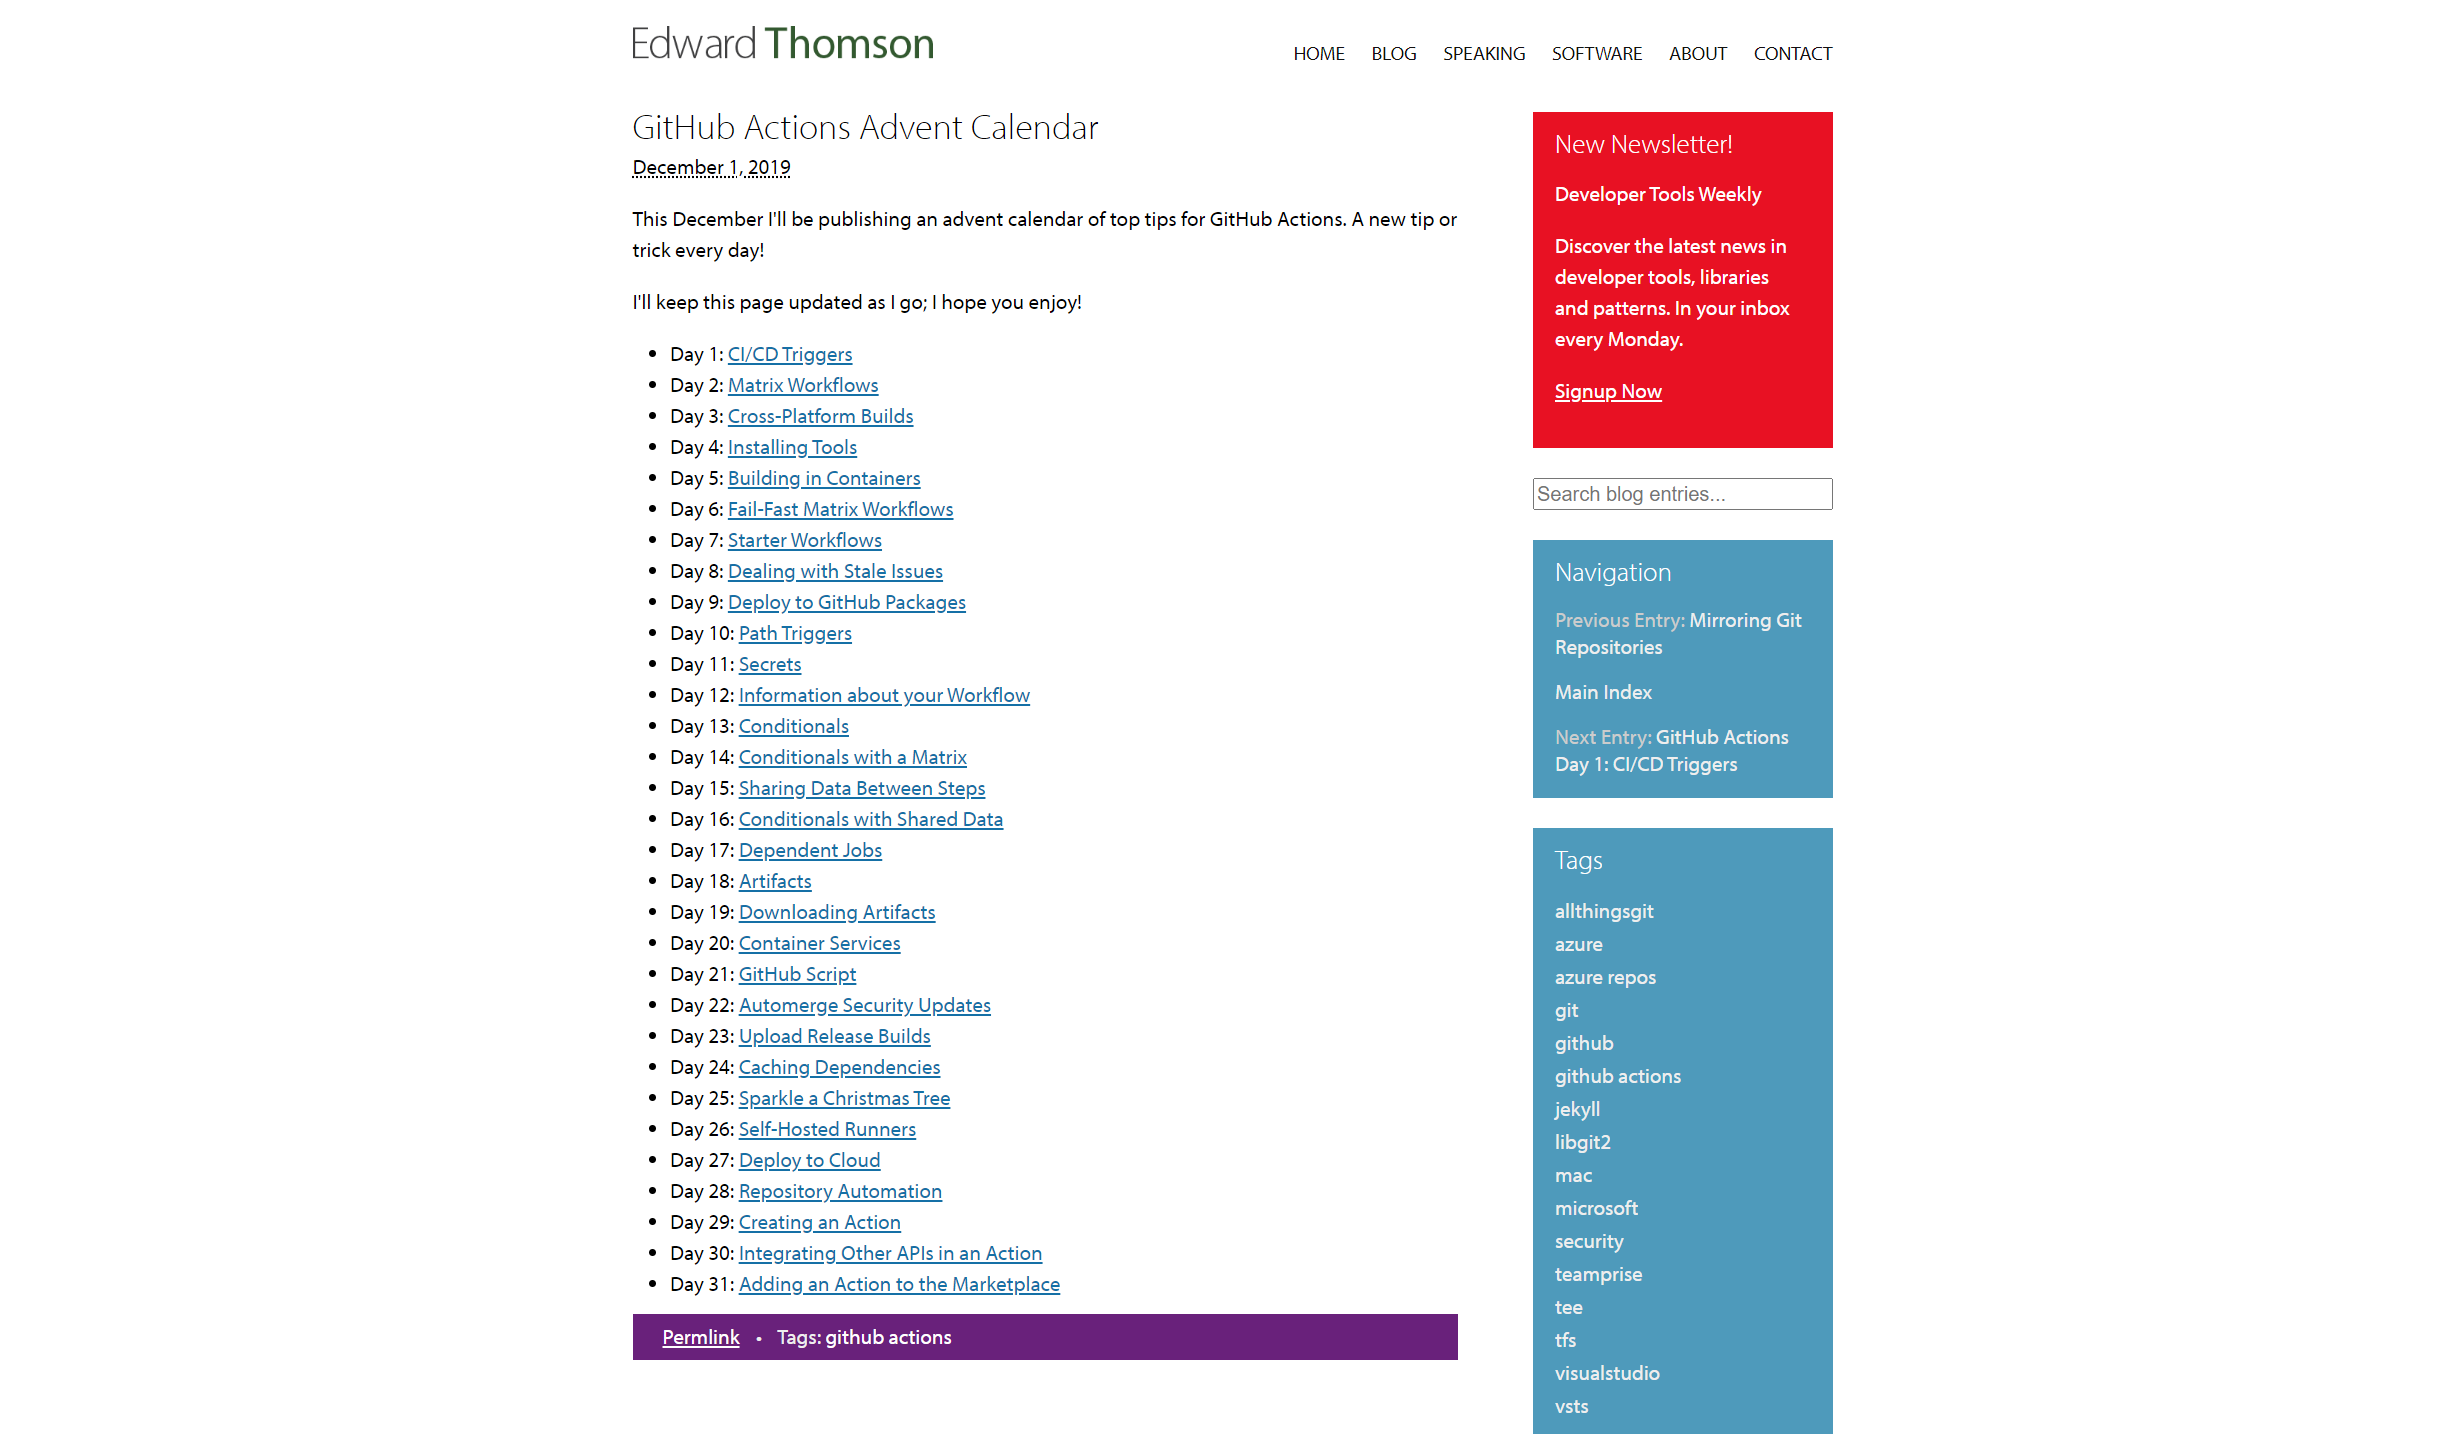 Edward Thomson
HOME BLOG SPEAKING SOFTWARE ABOUT CONTACT
GitHub Actions Advent Calendar
December 1, 2019
This December I'll be publishing an advent calendar of top tips for GitHub Actions. A new tip or
trick every day!
I'll keep this page updated as I go; I hope you enjoy!
Day 1: CI/CD Triggers
Day 2: Matrix Workflows
Day 3: Cross-Platform Builds
Day 4: Installing Tools
Day 5: Building in Containers
Day 6: Fail-Fast Matrix Workflows
Day 7: Starter Workflows
Day 8: Dealing with Stale Issues
Day 9: Deploy to GitHub Packages
Day 10: Path Triggers
Day 11: Secrets
Day 12: Information about your Workflow
Day 13: Conditionals
Day 14: Conditionals with a Matrix
Day 15: Sharing Data Between Steps
Day 16: Conditionals with Shared Data
Day 17: Dependent Jobs
Day 18: Artifacts
Day 19: Downloading Artifacts
Day 20: Container Services
Day 21: GitHub Script
Day 22: Automerge Security Updates
Day 23: Upload Release Builds
Day 24: Caching Dependencies
Day 25: Sparkle a Christmas Tree
Day 26: Self-Hosted Runners
Day 27: Deploy to Cloud
Day 28: Repository Automation
Day 29: Creating an Action
Day 30: Integrating Other APIs in an Action
Day 31: Adding an Action to the Marketplace
Permlink • Tags: github actions
New Newsletter!
Developer Tools Weekly
Discover the latest news in
developer tools, libraries
and patterns. In your inbox
every Monday.
Signup Now
Search blog entries...
Navigation
Previous Entry: Mirroring Git
Repositories
Main Index
Next Entry: GitHub Actions
Day 1: CI/CD Triggers
Tags
allthingsgit
azure
azure repos
git
github
github actions
jekyll
libgit2
mac
microsoft
security
teamprise
tee
tfs
visualstudio
vsts